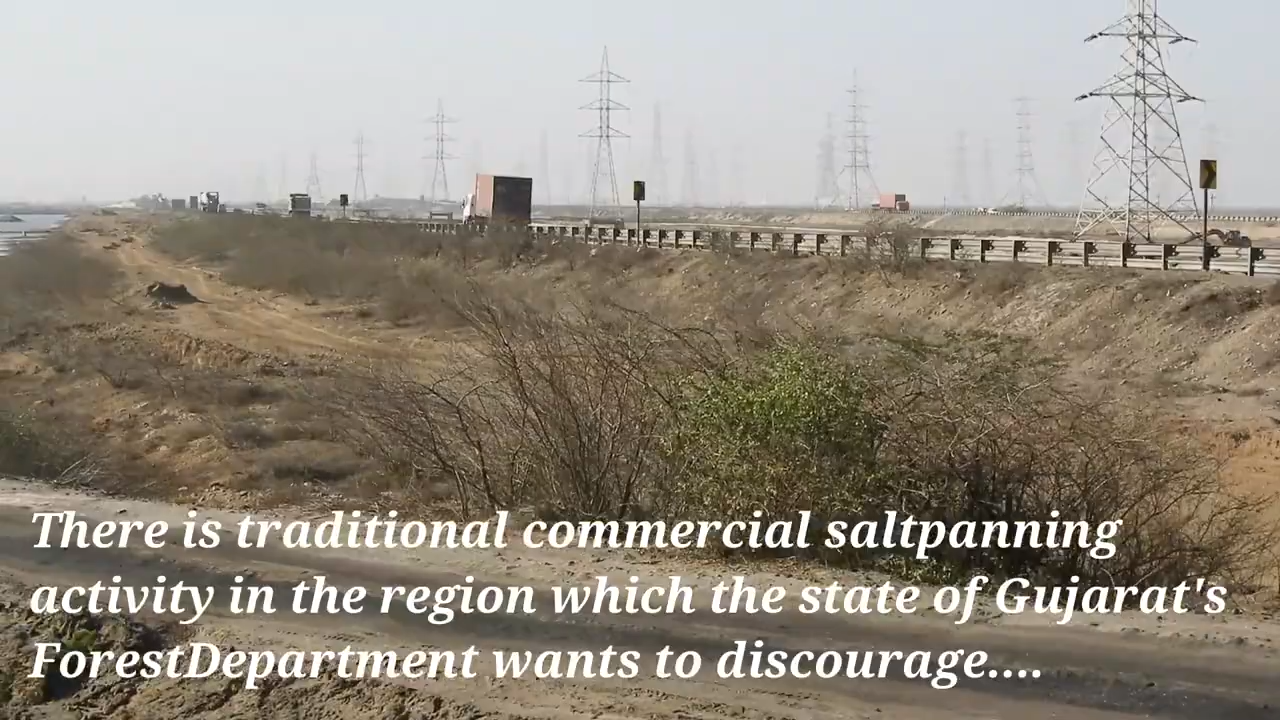 There is traditional commercial saltpanning
activity in the region which the state of Gujarat's
ForestDepartment wants to discourage....